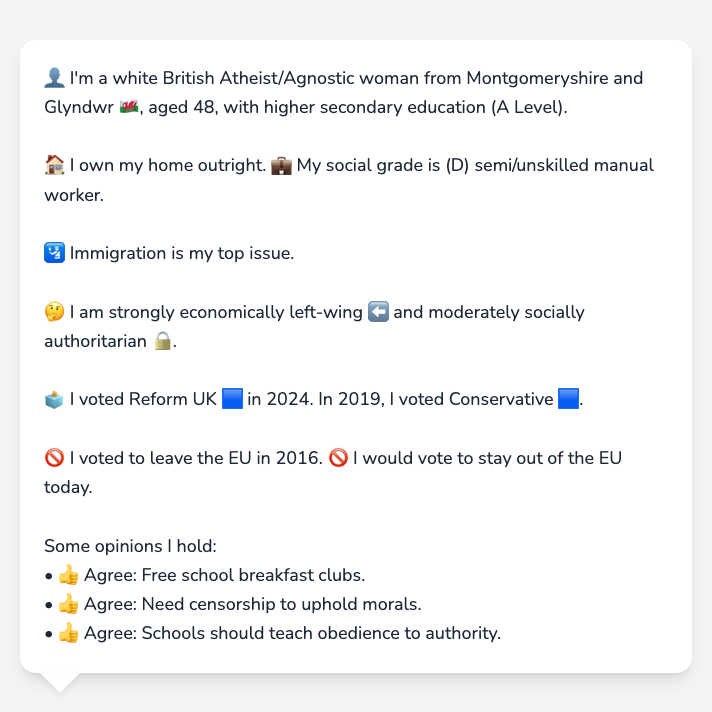 👤 I'm a white British Atheist/Agnostic woman from Montgomeryshire and
Glyndwr 🏴󠁧󠁢󠁷󠁬󠁳󠁿, aged 48, with higher secondary education (A Level).
🏠 I own my home outright. 💼 My social grade is (D) semi/unskilled manual
worker.
🛂 Immigration is my top issue.
🤔 I am strongly economically left-wing ⬅️ and moderately socially
authoritarian 🔒.
🗳️ I voted Reform UK 🟦 in 2024. In 2019, I voted Conservative 🟦.
🚫 I voted to leave the EU in 2016. 🚫 I would vote to stay out of the EU
today.
Some opinions I hold:
• 👍 Agree: Free school breakfast clubs.
• 👍 Agree: Need censorship to uphold morals.
• 👍 Agree: Schools should teach obedience to authority.